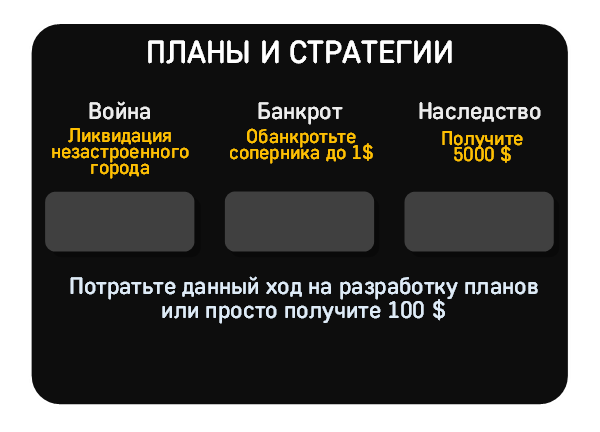 ПЛАНЫ И СТРАТЕГИИ
Война
Ликвидация
незастроенного
города
Банкрот
Обанкротьте
соперника до 1$
Наследство
Получите
5000 $
Потратьте данный ход на разработку планов
или просто получите 100 $